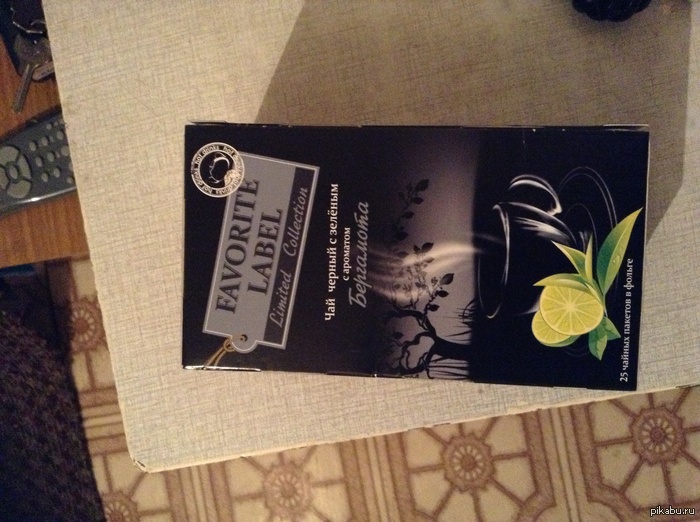 FAVORITE
LABEL
Limited Collection
Чай черный с зелёным
с ароматом
Бергамота
25 чайных пакетов в фольге
pikabu.ru